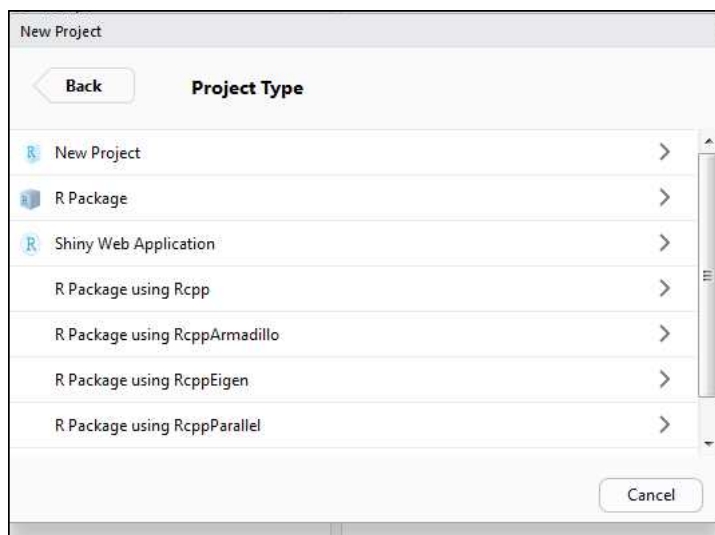 New Project
Back
Project Type
New Project
R Package
Shiny Web Application
R Package using Rcpp
R Package using RcppArmadillo
R Package using RcppEigen
R Package using RcppParallel
Cancel